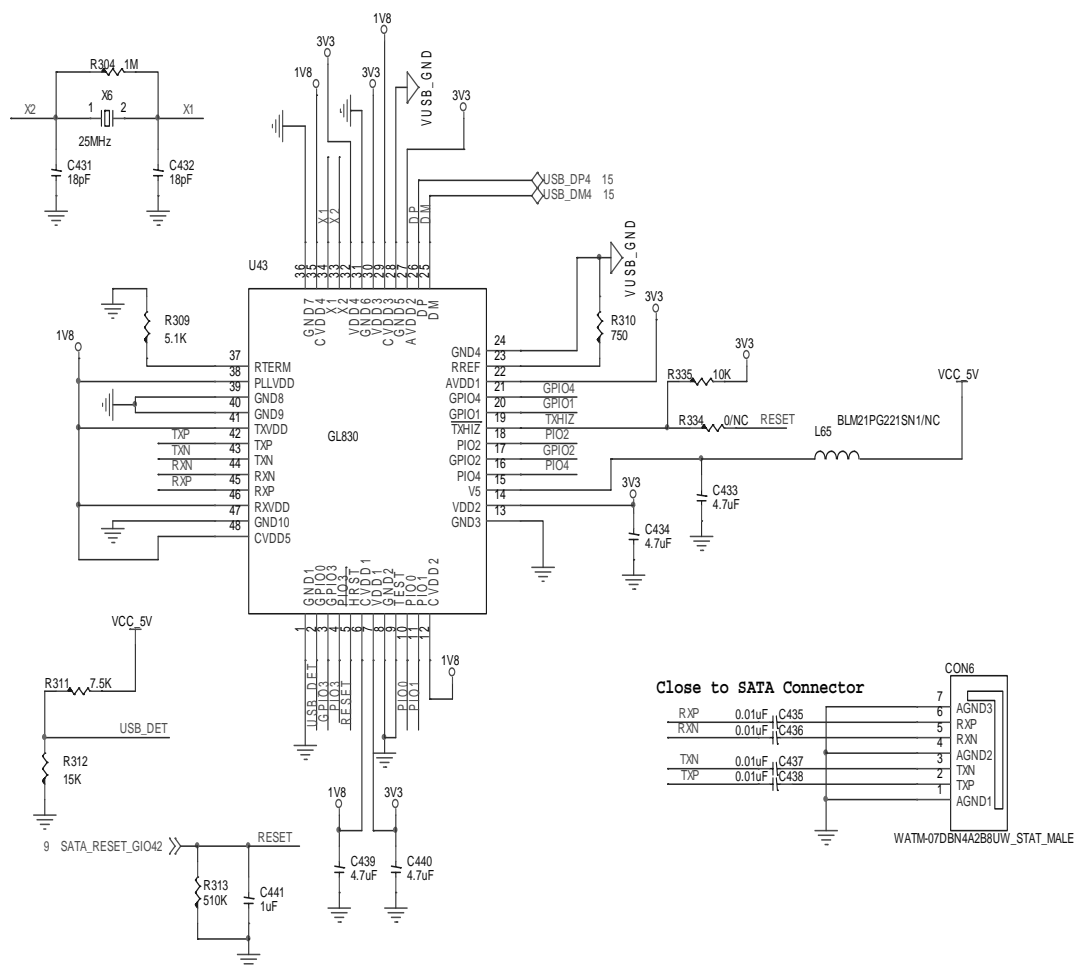 R304 1M
X6
X2 1 2 X1
25MHz
C431
18pF
C432
18pF
1V8
3V3
1V8
3V3
VUSB_GND
3V3
USB_DP4 15
USB_DM4 15
X1
X2
DP
DM
U43
36 35 34 33 32 31 30 29 28 27 26 25
GND7
CVDD4
X1
X2
VDD4
GND6
VDD3
CVDD3
GND5
AVDD2
DP
DM
VUSB_GND
R309
5.1K
1V8
37 RTERM
38 PLLVDD
39 GND8
40 GND9
41 TXVDD
TXP 42 TXP
TXN 43 TXN
RXN 44 RXN
RXP 45 RXP
46 RXVDD
47 GND10
48 CVDD5
GL830
GND4 24
RREF 23
AVDD1 22
GPIO4 21 GPIO4
GPIO1 20 GPIO1
TXHIZ 19 TXHIZ
PIO2 18 PIO2
GPIO2 17 GPIO2
PIO4 16 PIO4
V5 15
VDD2 14
GND3 13
R310
750
3V3
R335 10K
3V3
R334 0/NC RESET
VCC_5V
BLM21PG221SN1/NC
L65
C433
4.7uF
3V3
C434
4.7uF
GND1
GPIO0
GPIO3
PIO3
HRST
CVDD1
VDD1
GND2
TEST
PIO0
PIO1
CVDD2
1 2 3 4 5 6 7 8 9 10 11 12
USB_DET
GPIO3
PIO3
RESET
PIO0
PIO1
1V8
VCC_5V
R311 7.5K
USB_DET
R312
15K
9 SATA_RESET_GIO42 RESET
R313
510K
C441
1uF
1V8
C439
4.7uF
3V3
C440
4.7uF
CON6
Close to SATA Connector
7 AGND3
RXP 0.01uF C435 6 RXP
RXN 0.01uF C436 5 RXN
4 AGND2
TXN 0.01uF C437 3 TXN
TXP 0.01uF C438 2 TXP
1 AGND1
WATM-07DBN4A2B8UW_STAT_MALE